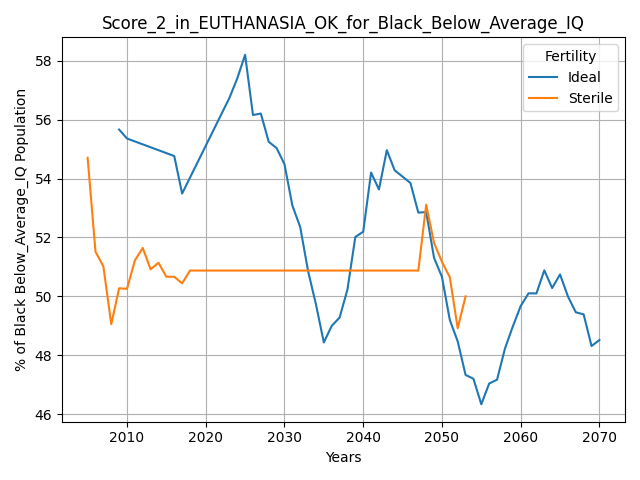 Score_2_in_EUTHANASIA_OK_for_Black_Below_Average_IQ
% of Black Below_Average_IQ Population
58
56
54
52
50
48
46
Fertility
Ideal
Sterile
2010 2020 2030 2040 2050 2060 2070
Years